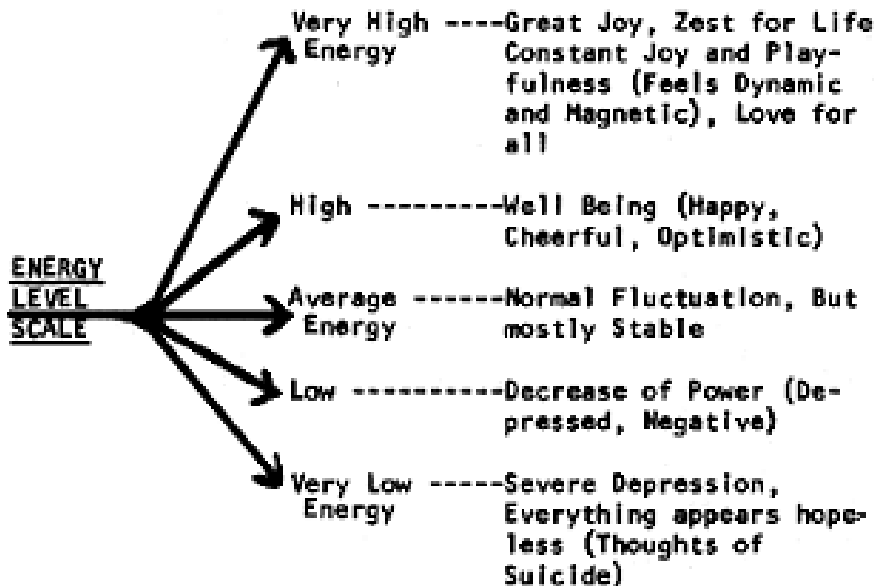 Very High ----Great Joy, Zest for Life
Energy Constant Joy and Play-
fulness (Feels Dynamic
and Magnetic), Love for
all
High ---------Well Being (Happy,
Cheerful, Optimistic)
ENERGY
LEVEL
SCALE
Average ------Normal Fluctuation, But
Energy mostly Stable
Low ----------Decrease of Power (De-
pressed, Negative)
Very Low -----Severe Depression,
Energy Everything appears hope-
less (Thoughts of
Suicide)